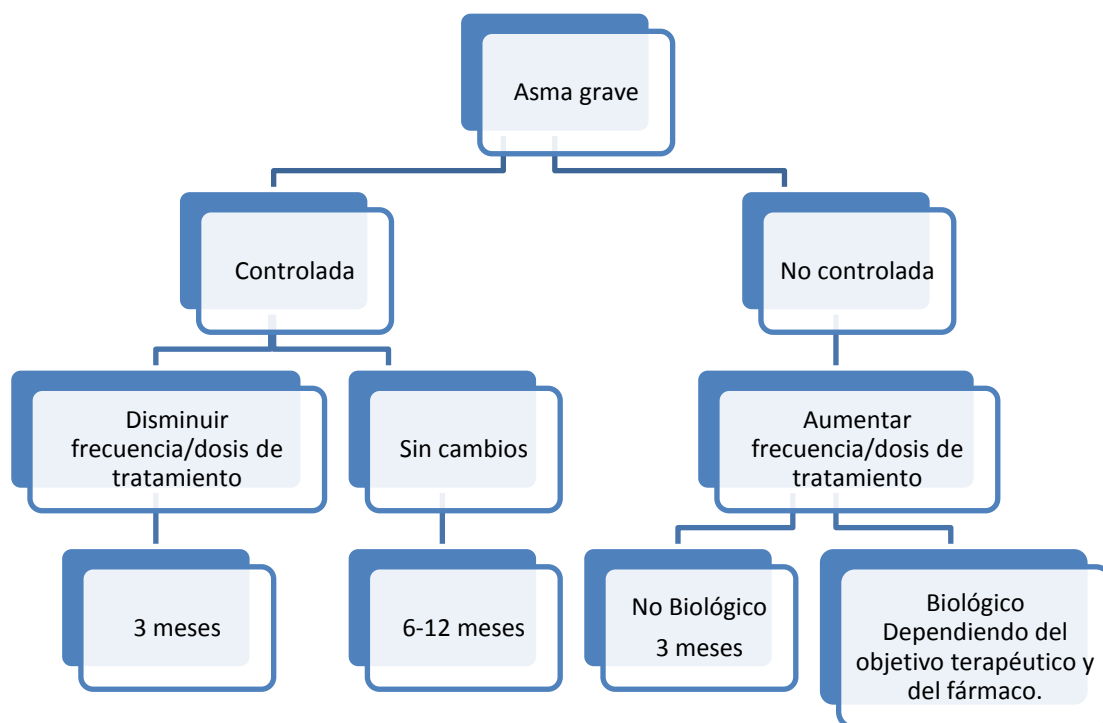 Asma grave
Controlada
No controlada
Disminuir
frecuencia/dosis de
tratamiento
Sin cambios
Aumentar
frecuencia/dosis de
tratamiento
3 meses
6-12 meses
No Biológico
3 meses
Biológico
Dependiendo del
objetivo terapéutico y
del fármaco.